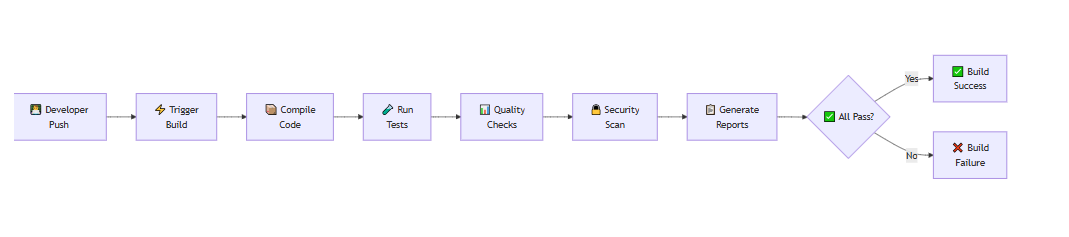 👨‍💻 Developer
Push
⚡ Trigger
Build
📦 Compile
Code
🧪 Run
Tests
📊 Quality
Checks
🔒 Security
Scan
📋 Generate
Reports
✅ All Pass?
Yes
✅ Build
Success
No
❌ Build
Failure